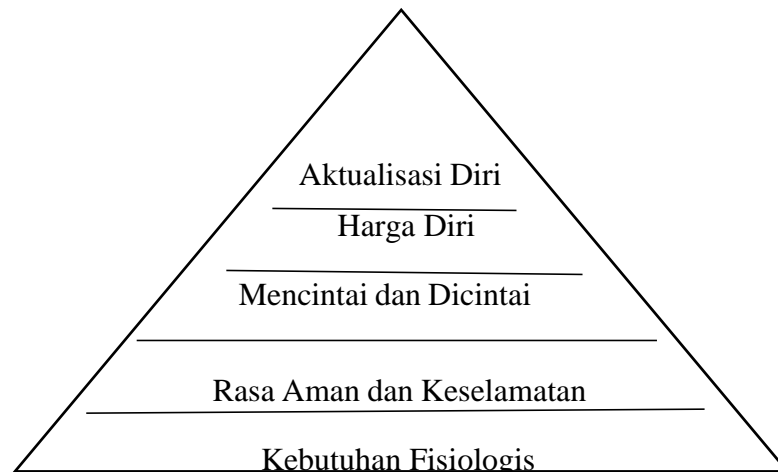 Aktualisasi Diri
Harga Diri
Mencintai dan Dicintai
Rasa Aman dan Keselamatan
Kebutuhan Fisiologis